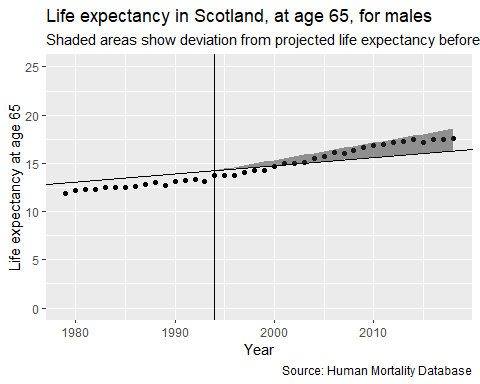 Life expectancy in Scotland, at age 65, for males
Shaded areas show deviation from projected life expectancy before
Life expectancy at age 65
25
20
15
10
5
0
1980 1990 2000 2010
Year
Source: Human Mortality Database